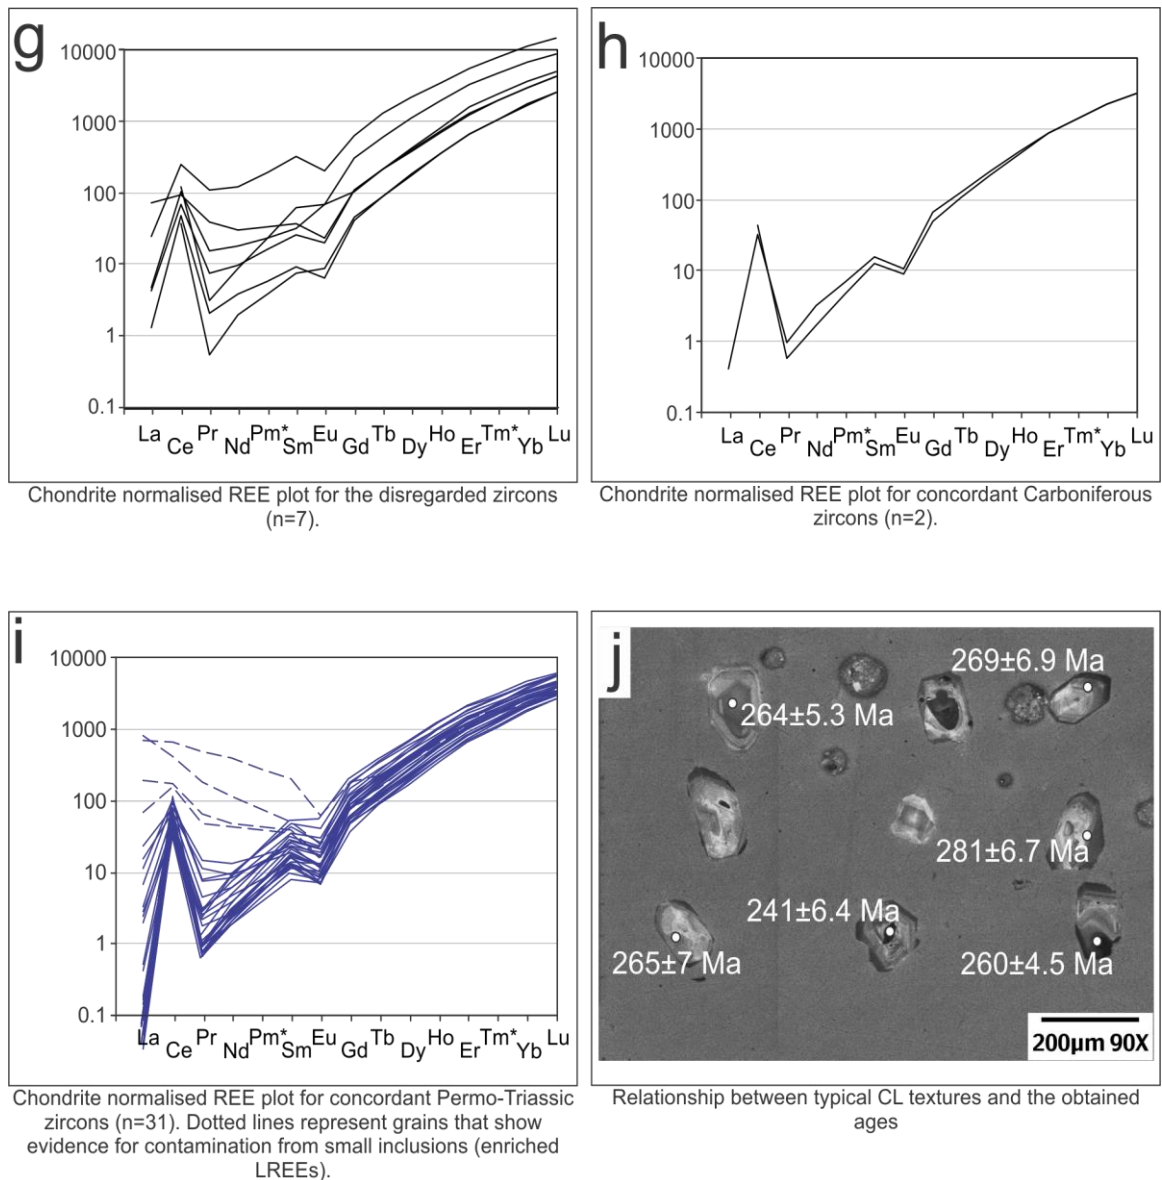 g
10000
1000
100
10
1
0.1
La Ce Pr Nd Pm* Sm Eu Gd Tb Dy Ho Er Tm* Yb Lu
Chondrite normalised REE plot for the disregarded zircons
(n=7).
h
10000
1000
100
10
1
0.1
La Ce Pr Nd Pm* Sm Eu Gd Tb Dy Ho Er Tm* Yb Lu
Chondrite normalised REE plot for concordant Carboniferous
zircons (n=2).
i
10000
1000
100
10
1
0.1
La Ce Pr Nd Pm* Sm Eu Gd Tb Dy Ho Er Tm* Yb Lu
Chondrite normalised REE plot for concordant Permo-Triassic
zircons (n=31). Dotted lines represent grains that show
evidence for contamination from small inclusions (enriched
LREEs).
j
269±6.9 Ma
264±5.3 Ma
281±6.7 Ma
241±6.4 Ma
265±7 Ma
260±4.5 Ma
200µm 90X
Relationship between typical CL textures and the obtained
ages